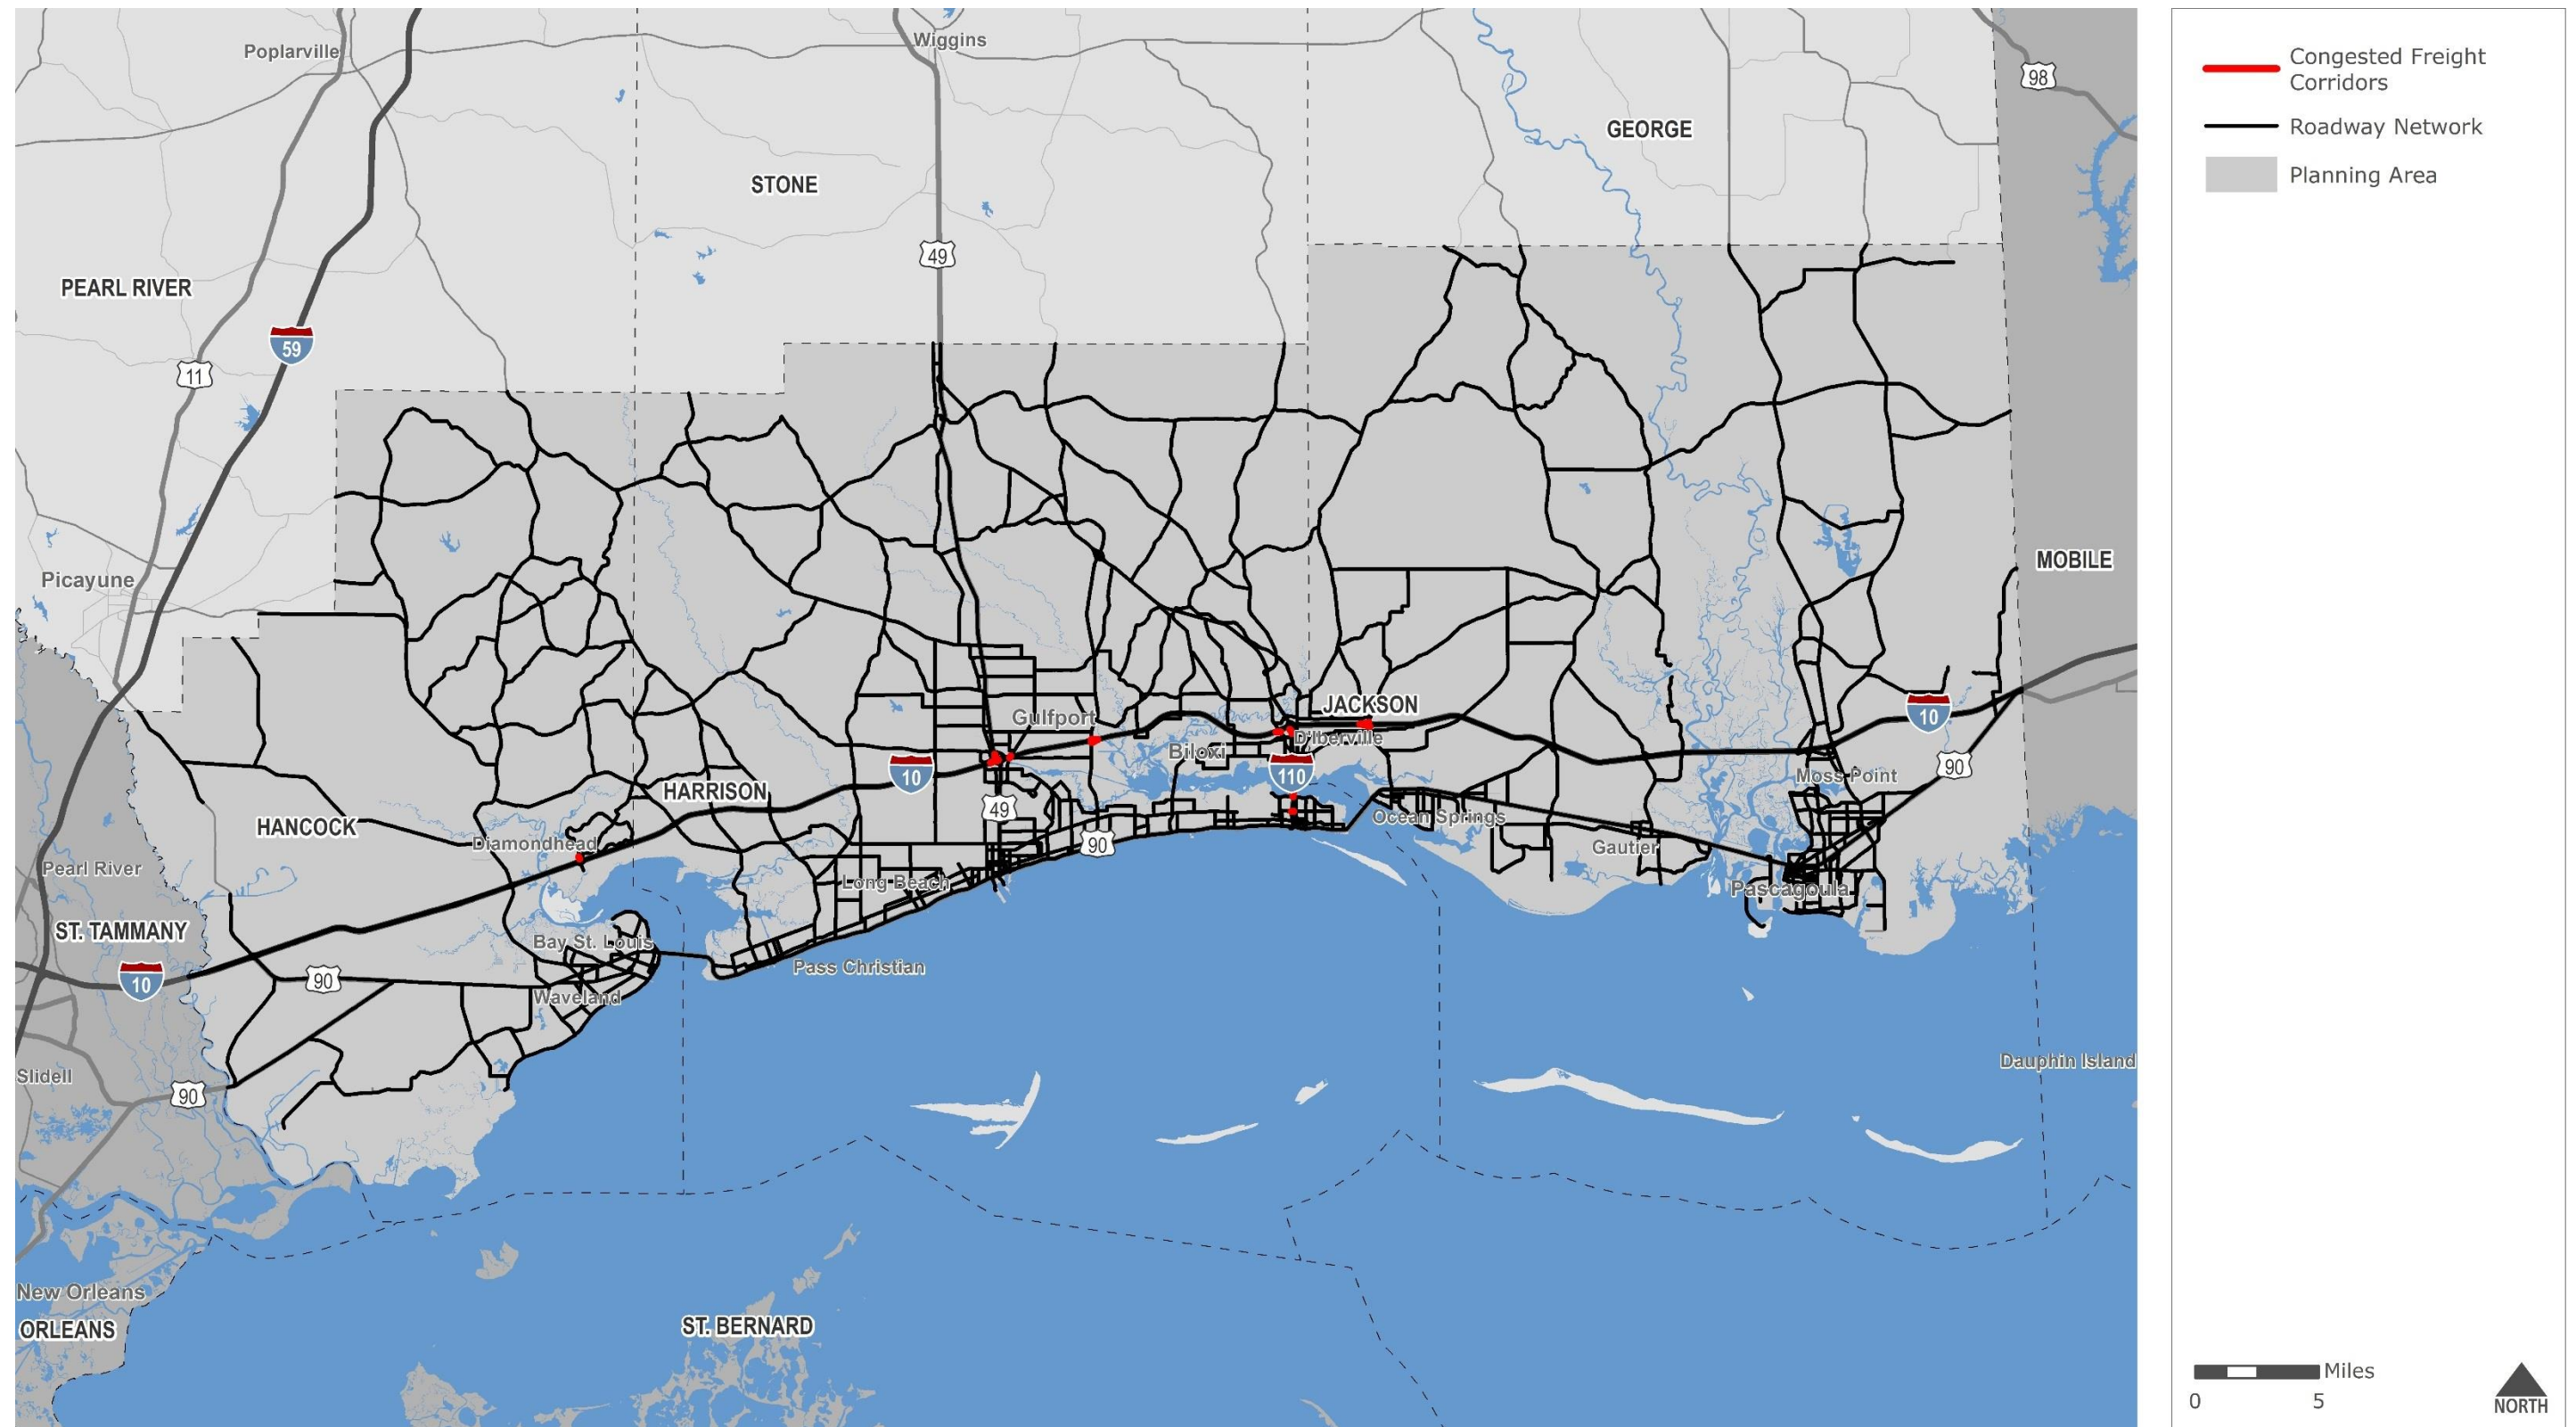 Poplarville
Wiggins
98
GEORGE
STONE
49
PEARL RIVER
59
11
MOBILE
Picayune
JACKSON
10
Gulfport
D'Iberville
Biloxi
90
10
110
Moss Point
HARRISON
49
Ocean Springs
HANCOCK
Diamondhead
90
Gautier
Pearl River
Long Beach
Pascagoula
ST. TAMMANY
Bay St. Louis
Pass Christian
10
90
Waveland
Dauphin Island
Slidell
90
New Orleans
ORLEANS
ST. BERNARD
Congested Freight
Corridors
Roadway Network
Planning Area
Miles
0 5
NORTH